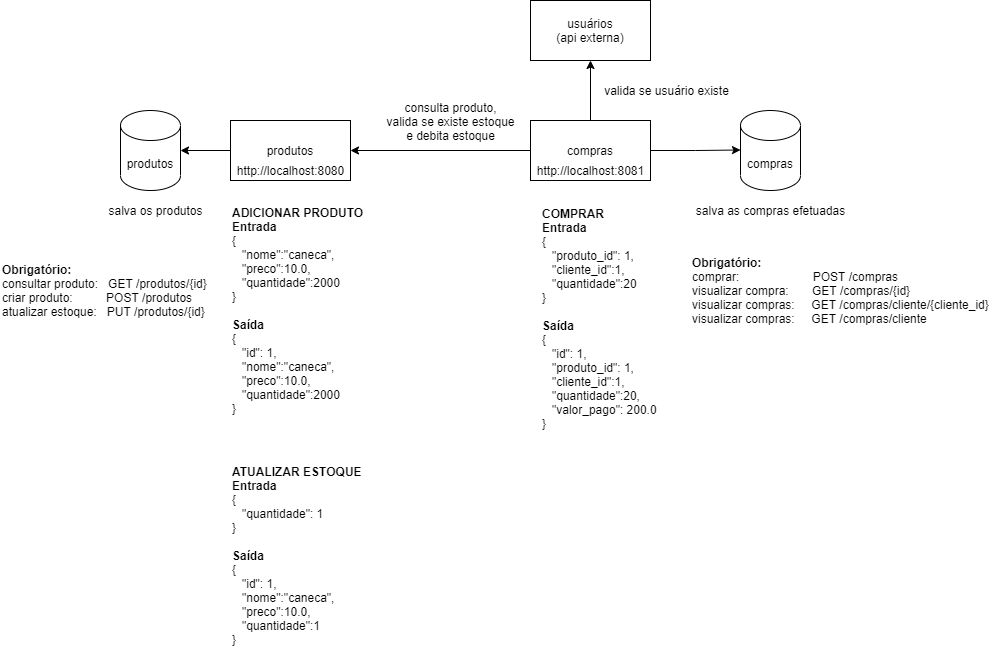 usuários
(api externa)
valida se usuário existe
consulta produto,
valida se existe estoque
e debita estoque
produtos
produtos
http://localhost:8080
compras
http://localhost:8081
compras
salva os produtos
salva as compras efetuadas
Obrigatório:
consultar produto: GET /produtos/{id}
criar produto: POST /produtos
atualizar estoque: PUT /produtos/{id}
ADICIONAR PRODUTO
Entrada
{
"nome":"caneca",
"preco":10.0,
"quantidade":2000
}
Saída
{
"id": 1,
"nome":"caneca",
"preco":10.0,
"quantidade":2000
}
ATUALIZAR ESTOQUE
Entrada
{
"quantidade": 1
}
Saída
{
"id": 1,
"nome":"caneca",
"preco":10.0,
"quantidade":1
}
COMPRAR
Entrada
{
"produto_id": 1,
"cliente_id":1,
"quantidade":20
}
Saída
{
"id": 1,
"produto_id": 1,
"cliente_id":1,
"quantidade":20,
"valor_pago": 200.0
}
Obrigatório:
comprar: POST /compras
visualizar compra: GET /compras/{id}
visualizar compras: GET /compras/cliente/{cliente_id}
visualizar compras: GET /compras/cliente